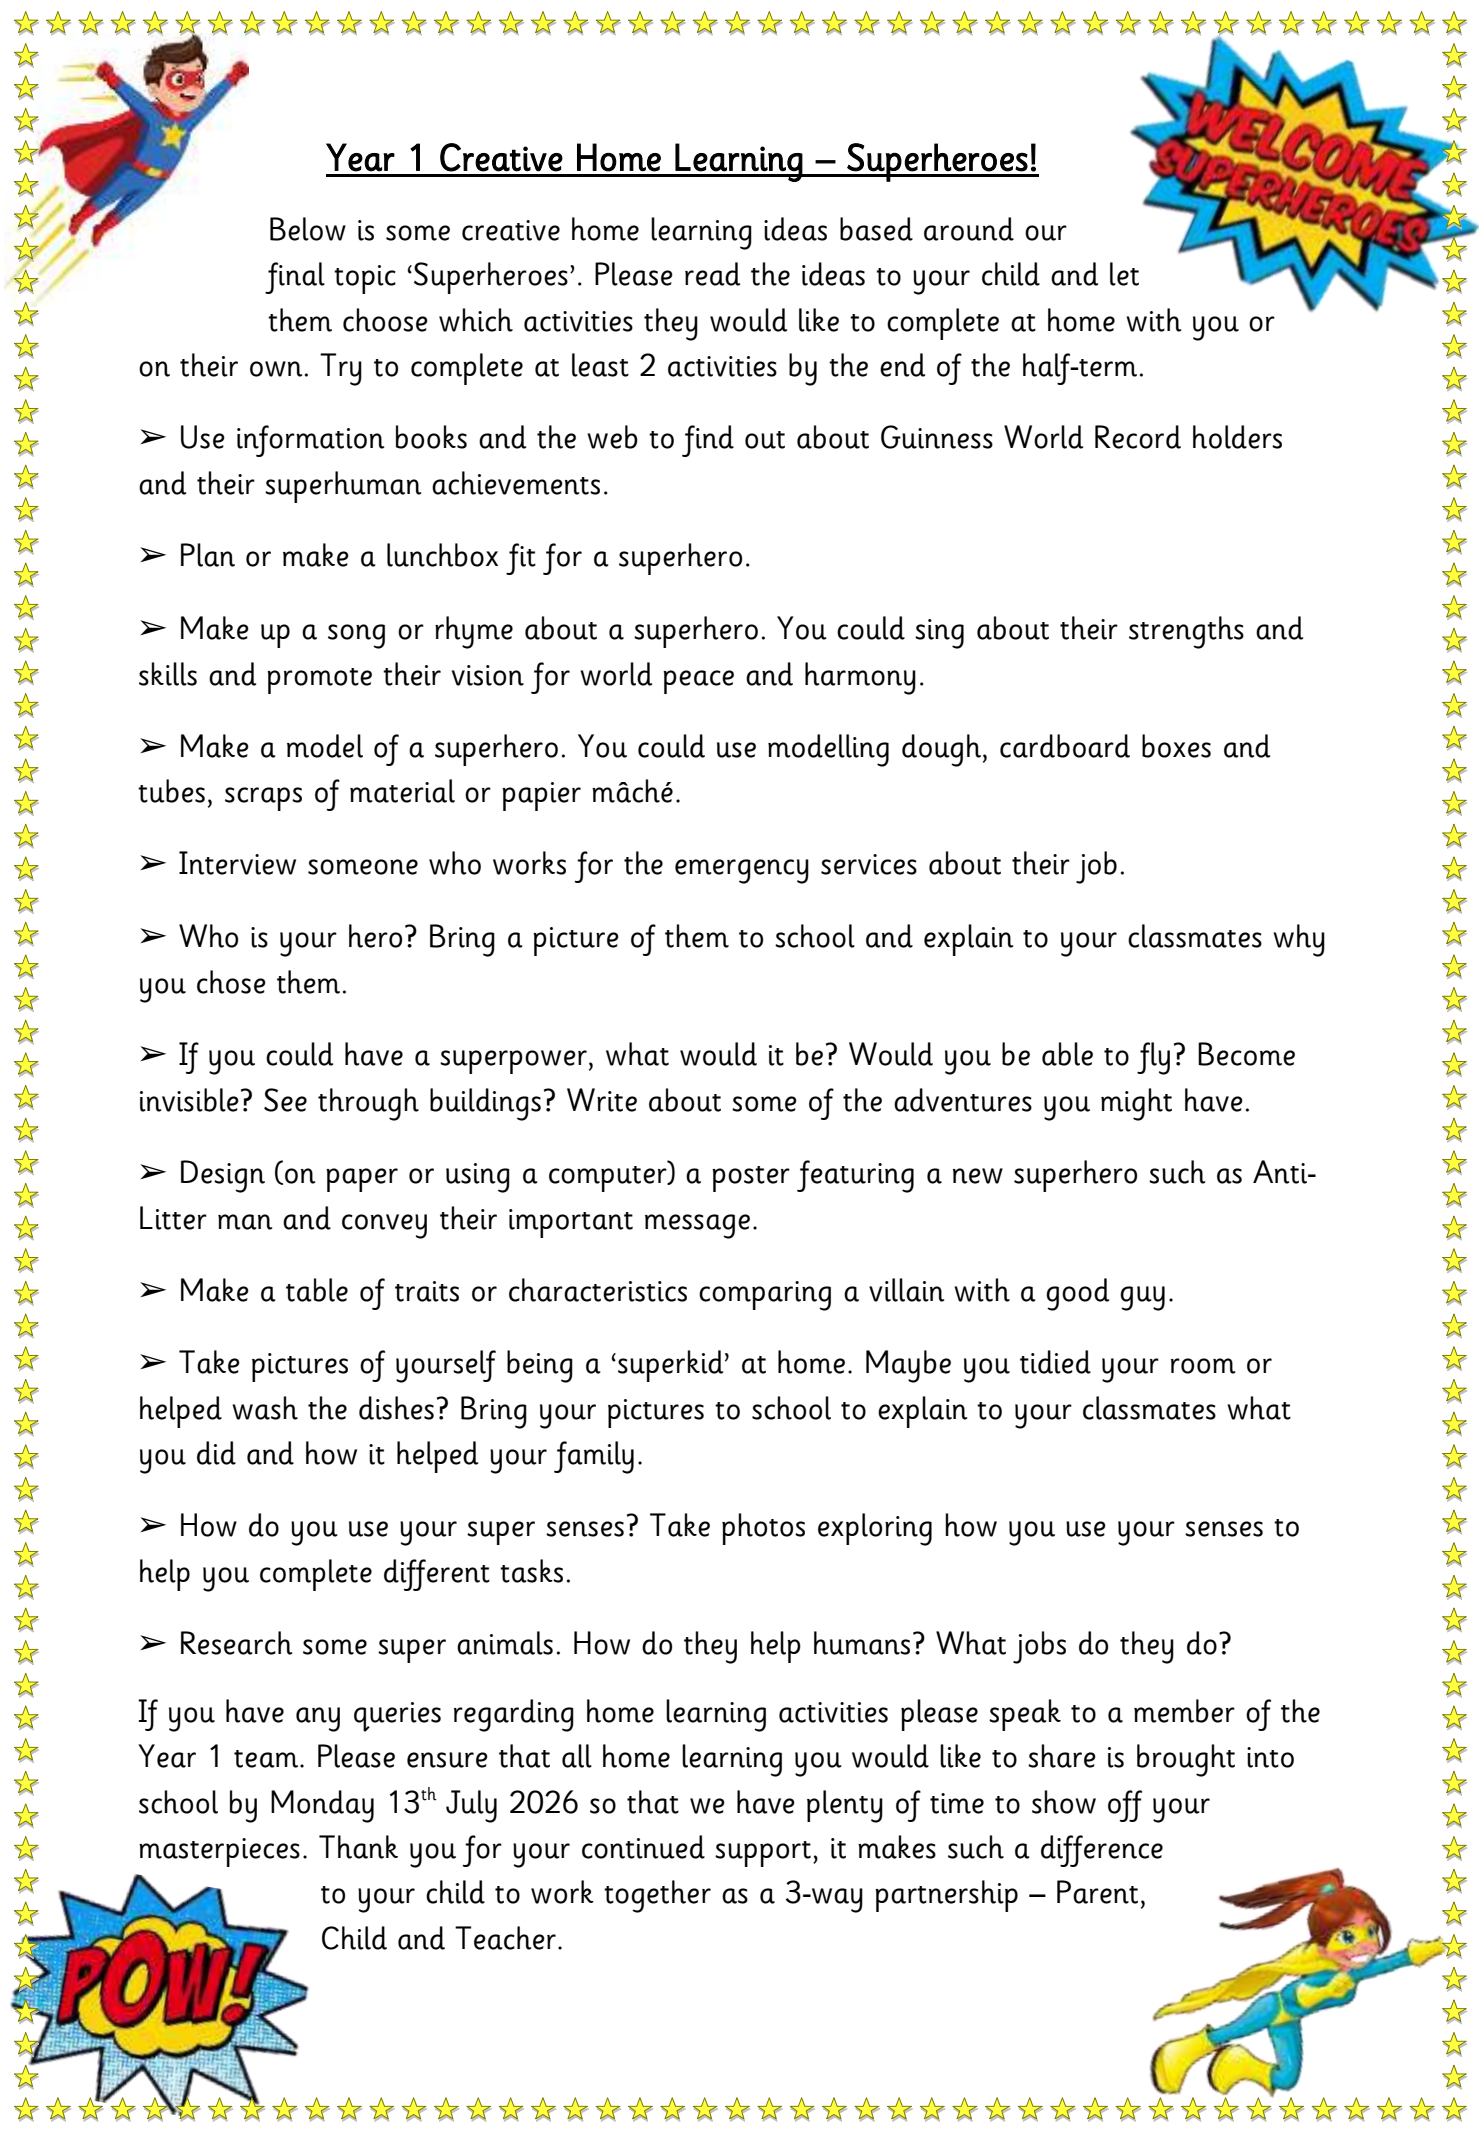 WELCOME
SUPERHEROES
Year 1 Creative Home Learning – Superheroes!
Below is some creative home learning ideas based around our
final topic ‘Superheroes’. Please read the ideas to your child and let
them choose which activities they would like to complete at home with you or
on their own. Try to complete at least 2 activities by the end of the half-term.
➢ Use information books and the web to find out about Guinness World Record holders
and their superhuman achievements.
➢ Plan or make a lunchbox fit for a superhero.
➢ Make up a song or rhyme about a superhero. You could sing about their strengths and
skills and promote their vision for world peace and harmony.
➢ Make a model of a superhero. You could use modelling dough, cardboard boxes and
tubes, scraps of material or papier mâché.
➢ Interview someone who works for the emergency services about their job.
➢ Who is your hero? Bring a picture of them to school and explain to your classmates why
you chose them.
➢ If you could have a superpower, what would it be? Would you be able to fly? Become
invisible? See through buildings? Write about some of the adventures you might have.
➢ Design (on paper or using a computer) a poster featuring a new superhero such as Anti-
Litter man and convey their important message.
➢ Make a table of traits or characteristics comparing a villain with a good guy.
➢ Take pictures of yourself being a ‘superkid’ at home. Maybe you tidied your room or
helped wash the dishes? Bring your pictures to school to explain to your classmates what
you did and how it helped your family.
➢ How do you use your super senses? Take photos exploring how you use your senses to
help you complete different tasks.
➢ Research some super animals. How do they help humans? What jobs do they do?
If you have any queries regarding home learning activities please speak to a member of the
Year 1 team. Please ensure that all home learning you would like to share is brought into
school by Monday 13th July 2026 so that we have plenty of time to show off your
masterpieces. Thank you for your continued support, it makes such a difference
to your child to work together as a 3-way partnership – Parent,
Child and Teacher.
POW!